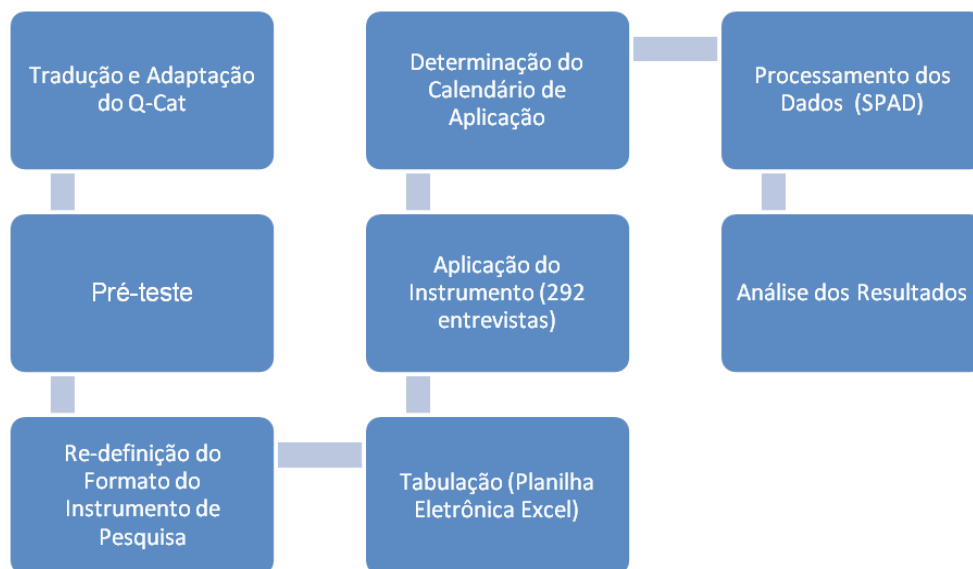 Tradução e Adaptação
do Q-Cat
Pré-teste
Re-definição do
Formato do
Instrumento de
Pesquisa
Tabulação (Planilha
Eletrônica Excel)
Aplicação do
Instrumento (292
entrevistas)
Determinação do
Calendário de
Aplicação
Processamento dos
Dados (SPAD)
Análise dos Resultados